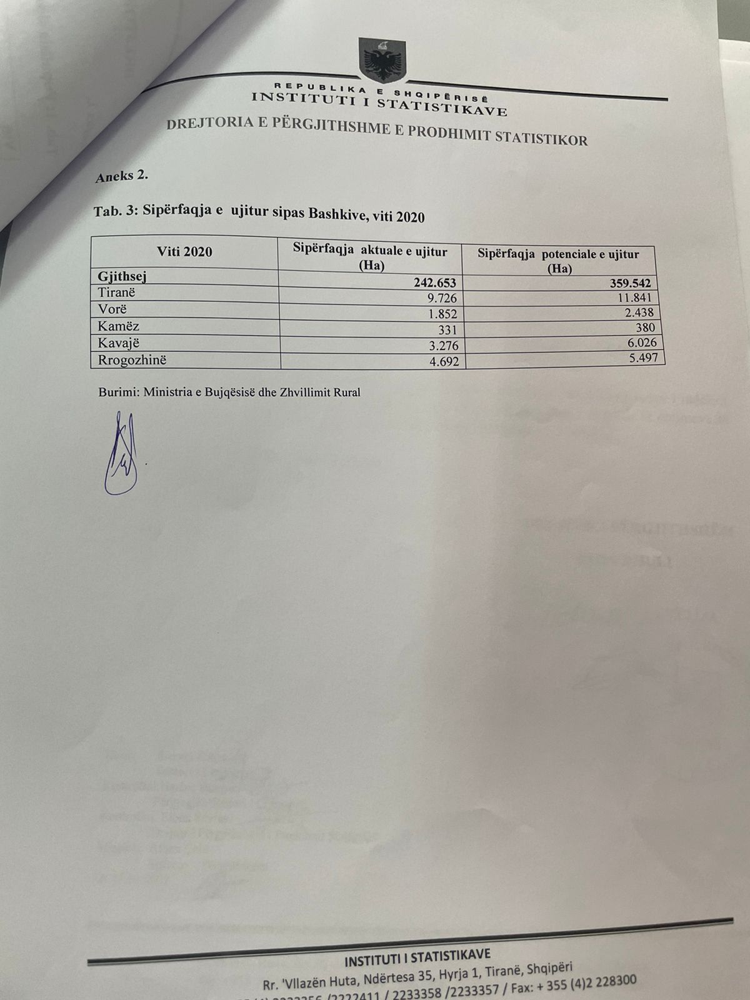 REPUBLIKA E SHQIPËRISË
INSTITUTI I STATISTIKAVE
DREJTORIA E PËRGJITHSHME E PRODHIMIT STATISTIKOR
Aneks 2.
Tab. 3: Sipërfaqja e ujitur sipas Bashkive, viti 2020
Viti 2020 Sipërfaqja aktuale e ujitur (Ha) Sipërfaqja potenciale e ujitur (Ha)
Gjithsej 242.653 359.542
Tiranë 9.726 11.841
Vorë 1.852 2.438
Kamëz 331 380
Kavajë 3.276 6.026
Rrogozhinë 4.692 5.497
Burimi: Ministria e Bujqësisë dhe Zhvillimit Rural
INSTITUTI I STATISTIKAVE
Rr. 'Vllazën Huta, Ndërtesa 35, Hyrja 1, Tiranë, Shqipëri
/2222411 / 2233358 /2233357 / Fax: + 355 (4)2 228300